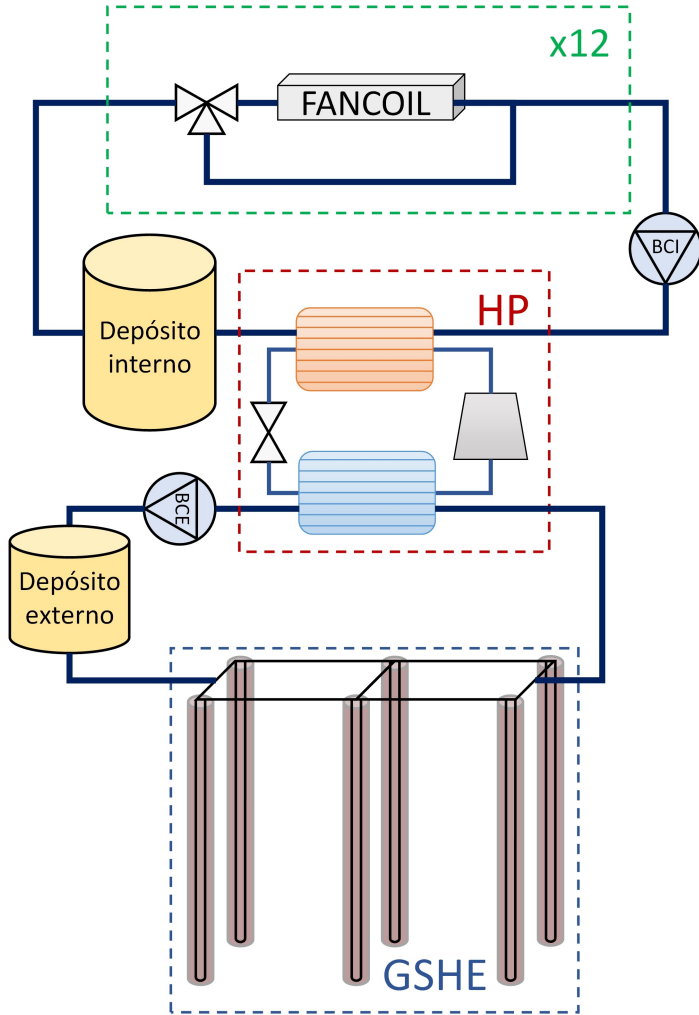 x12
FANCOIL
BCI
HP
Depósito
interno
BCE
Depósito
externo
GSHE